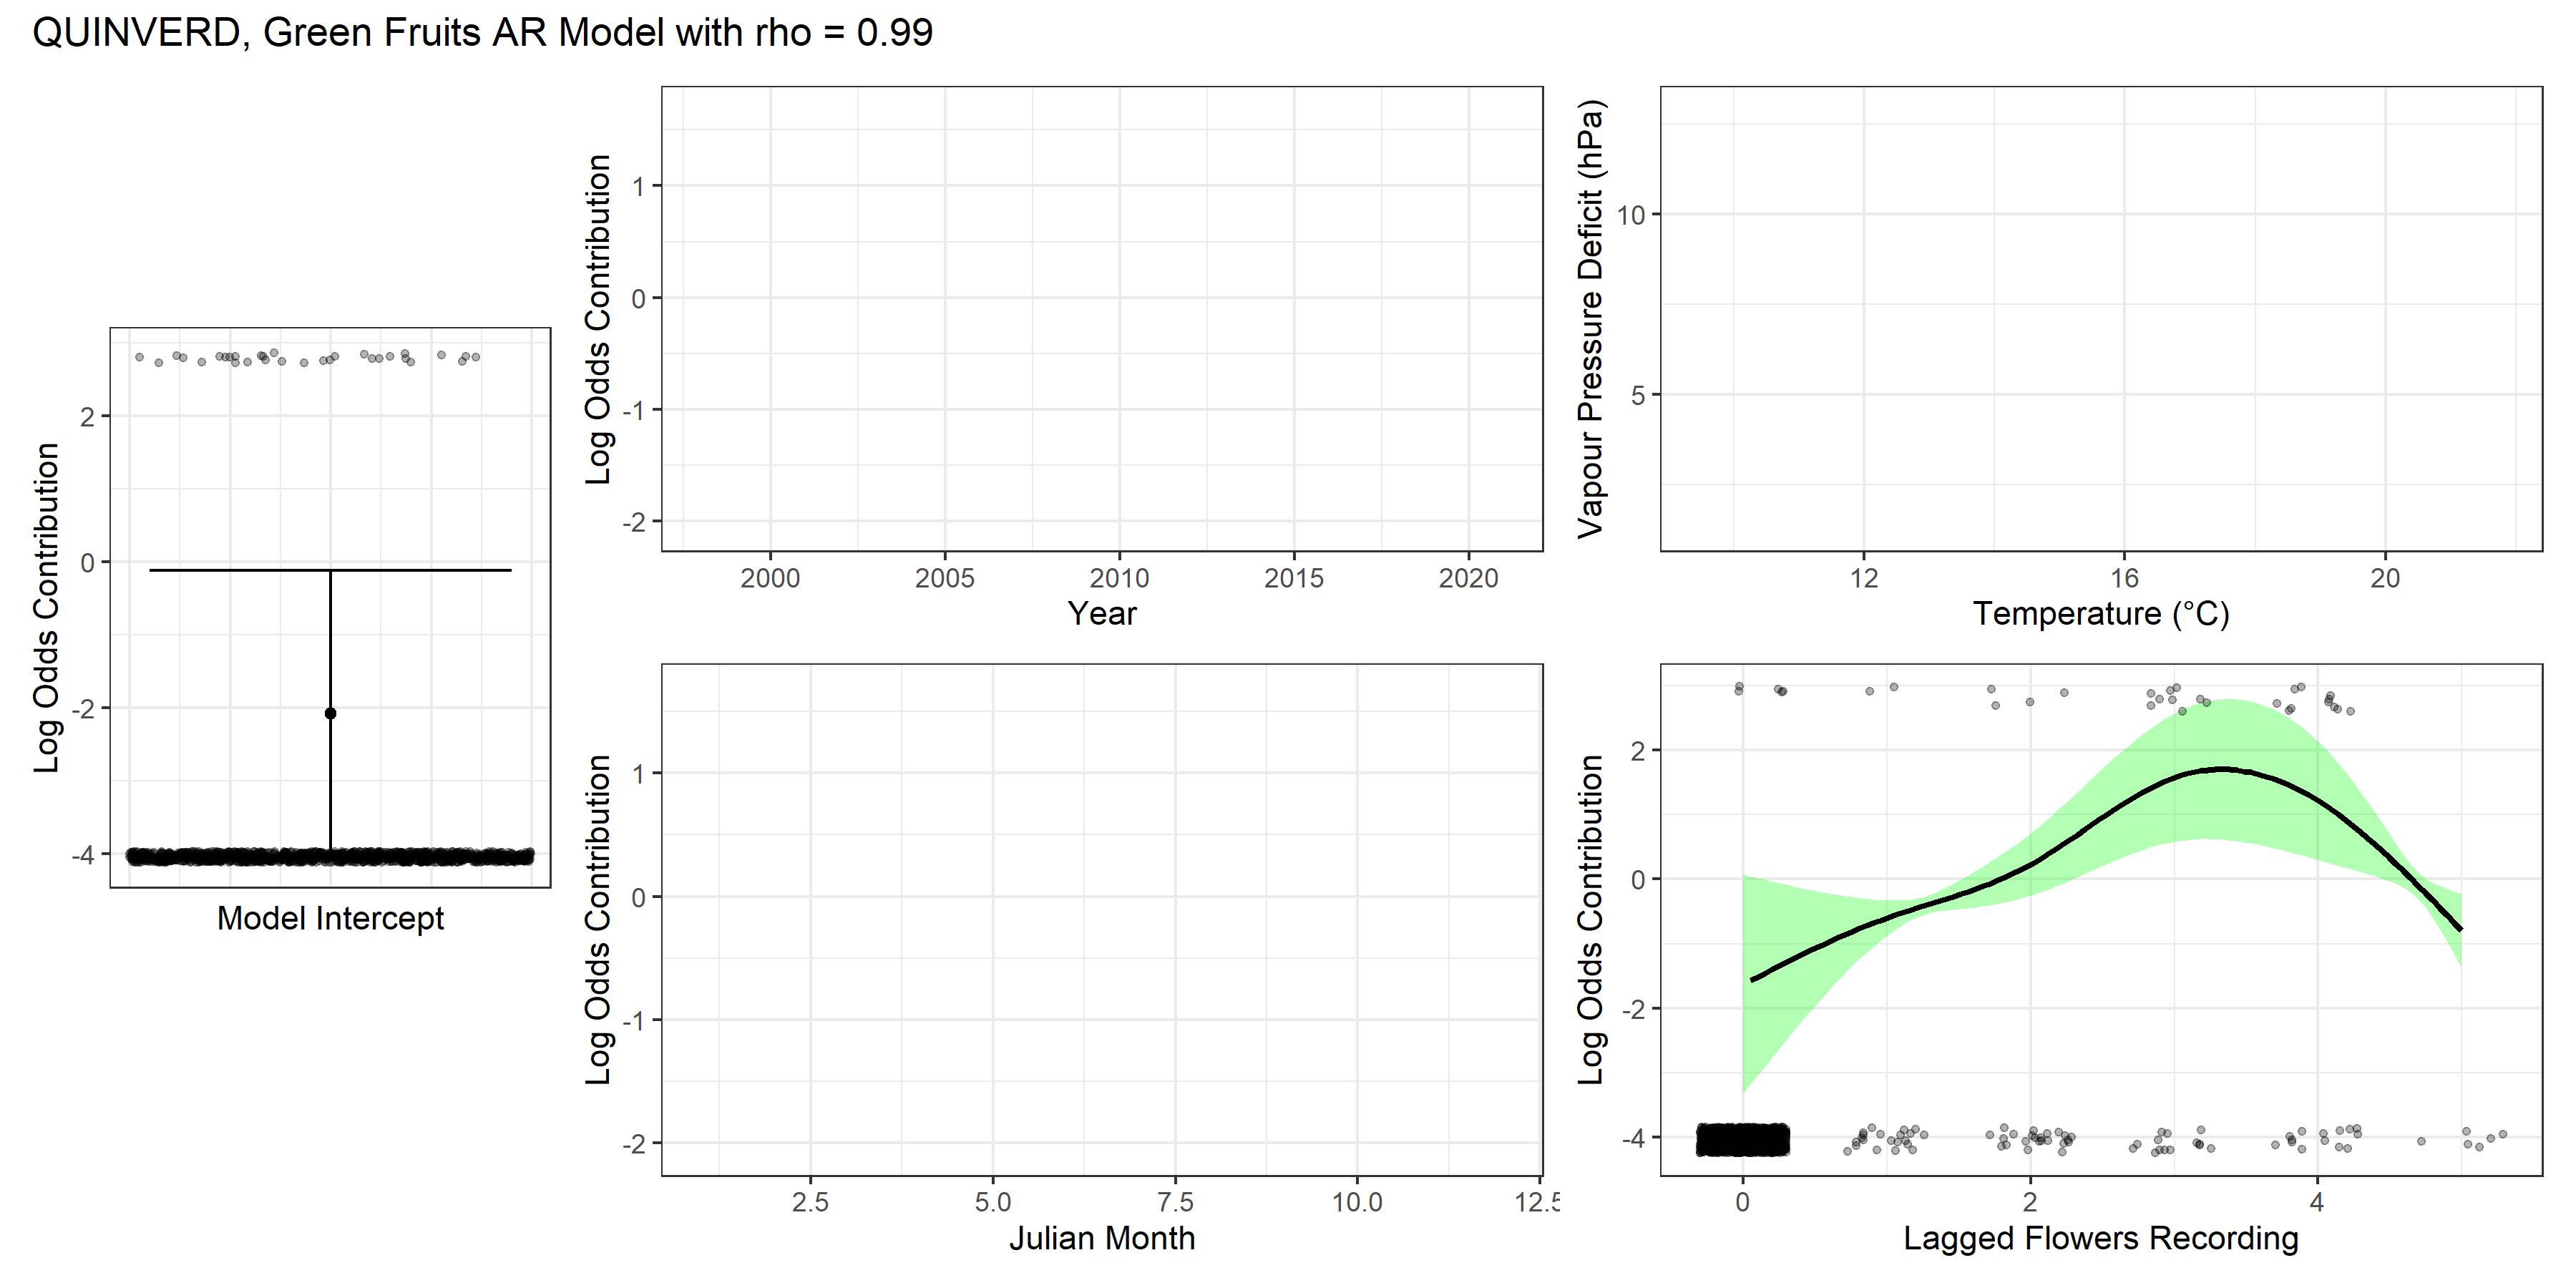 QUINVERD, Green Fruits AR Model with rho = 0.99
Log Odds Contribution
2
0
-2
-4
Model Intercept
Log Odds Contribution
1
0
-1
-2
2000 2005 2010 2015 2020
Year
Vapour Pressure Deficit (hPa)
10
5
12 16 20
Temperature (°C)
Log Odds Contribution
1
0
-1
-2
2.5 5.0 7.5 10.0 12.5
Julian Month
Log Odds Contribution
2
0
-2
-4
0 2 4
Lagged Flowers Recording